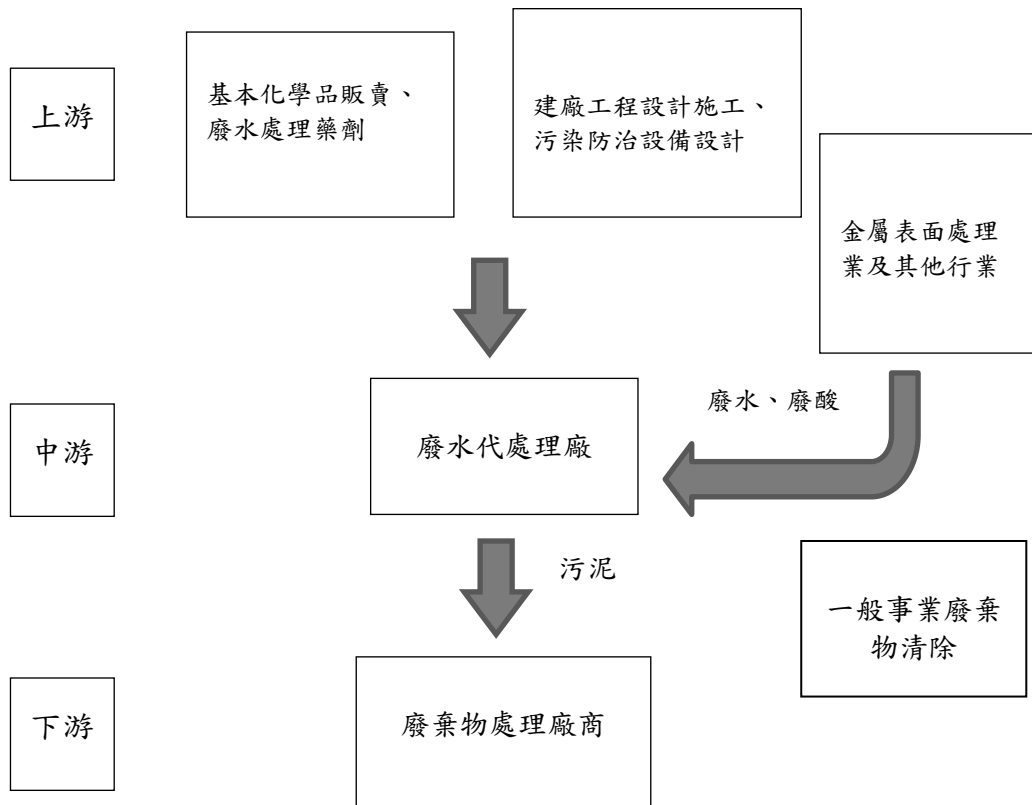 上游
基本化學品販賣、
廢水處理藥劑
建廠工程設計施工、
污染防治設備設計
金屬表面處理
業及其他行業
廢水、廢酸
中游
廢水代處理廠
污泥
一般事業廢棄
物清除
下游
廢棄物處理廠商